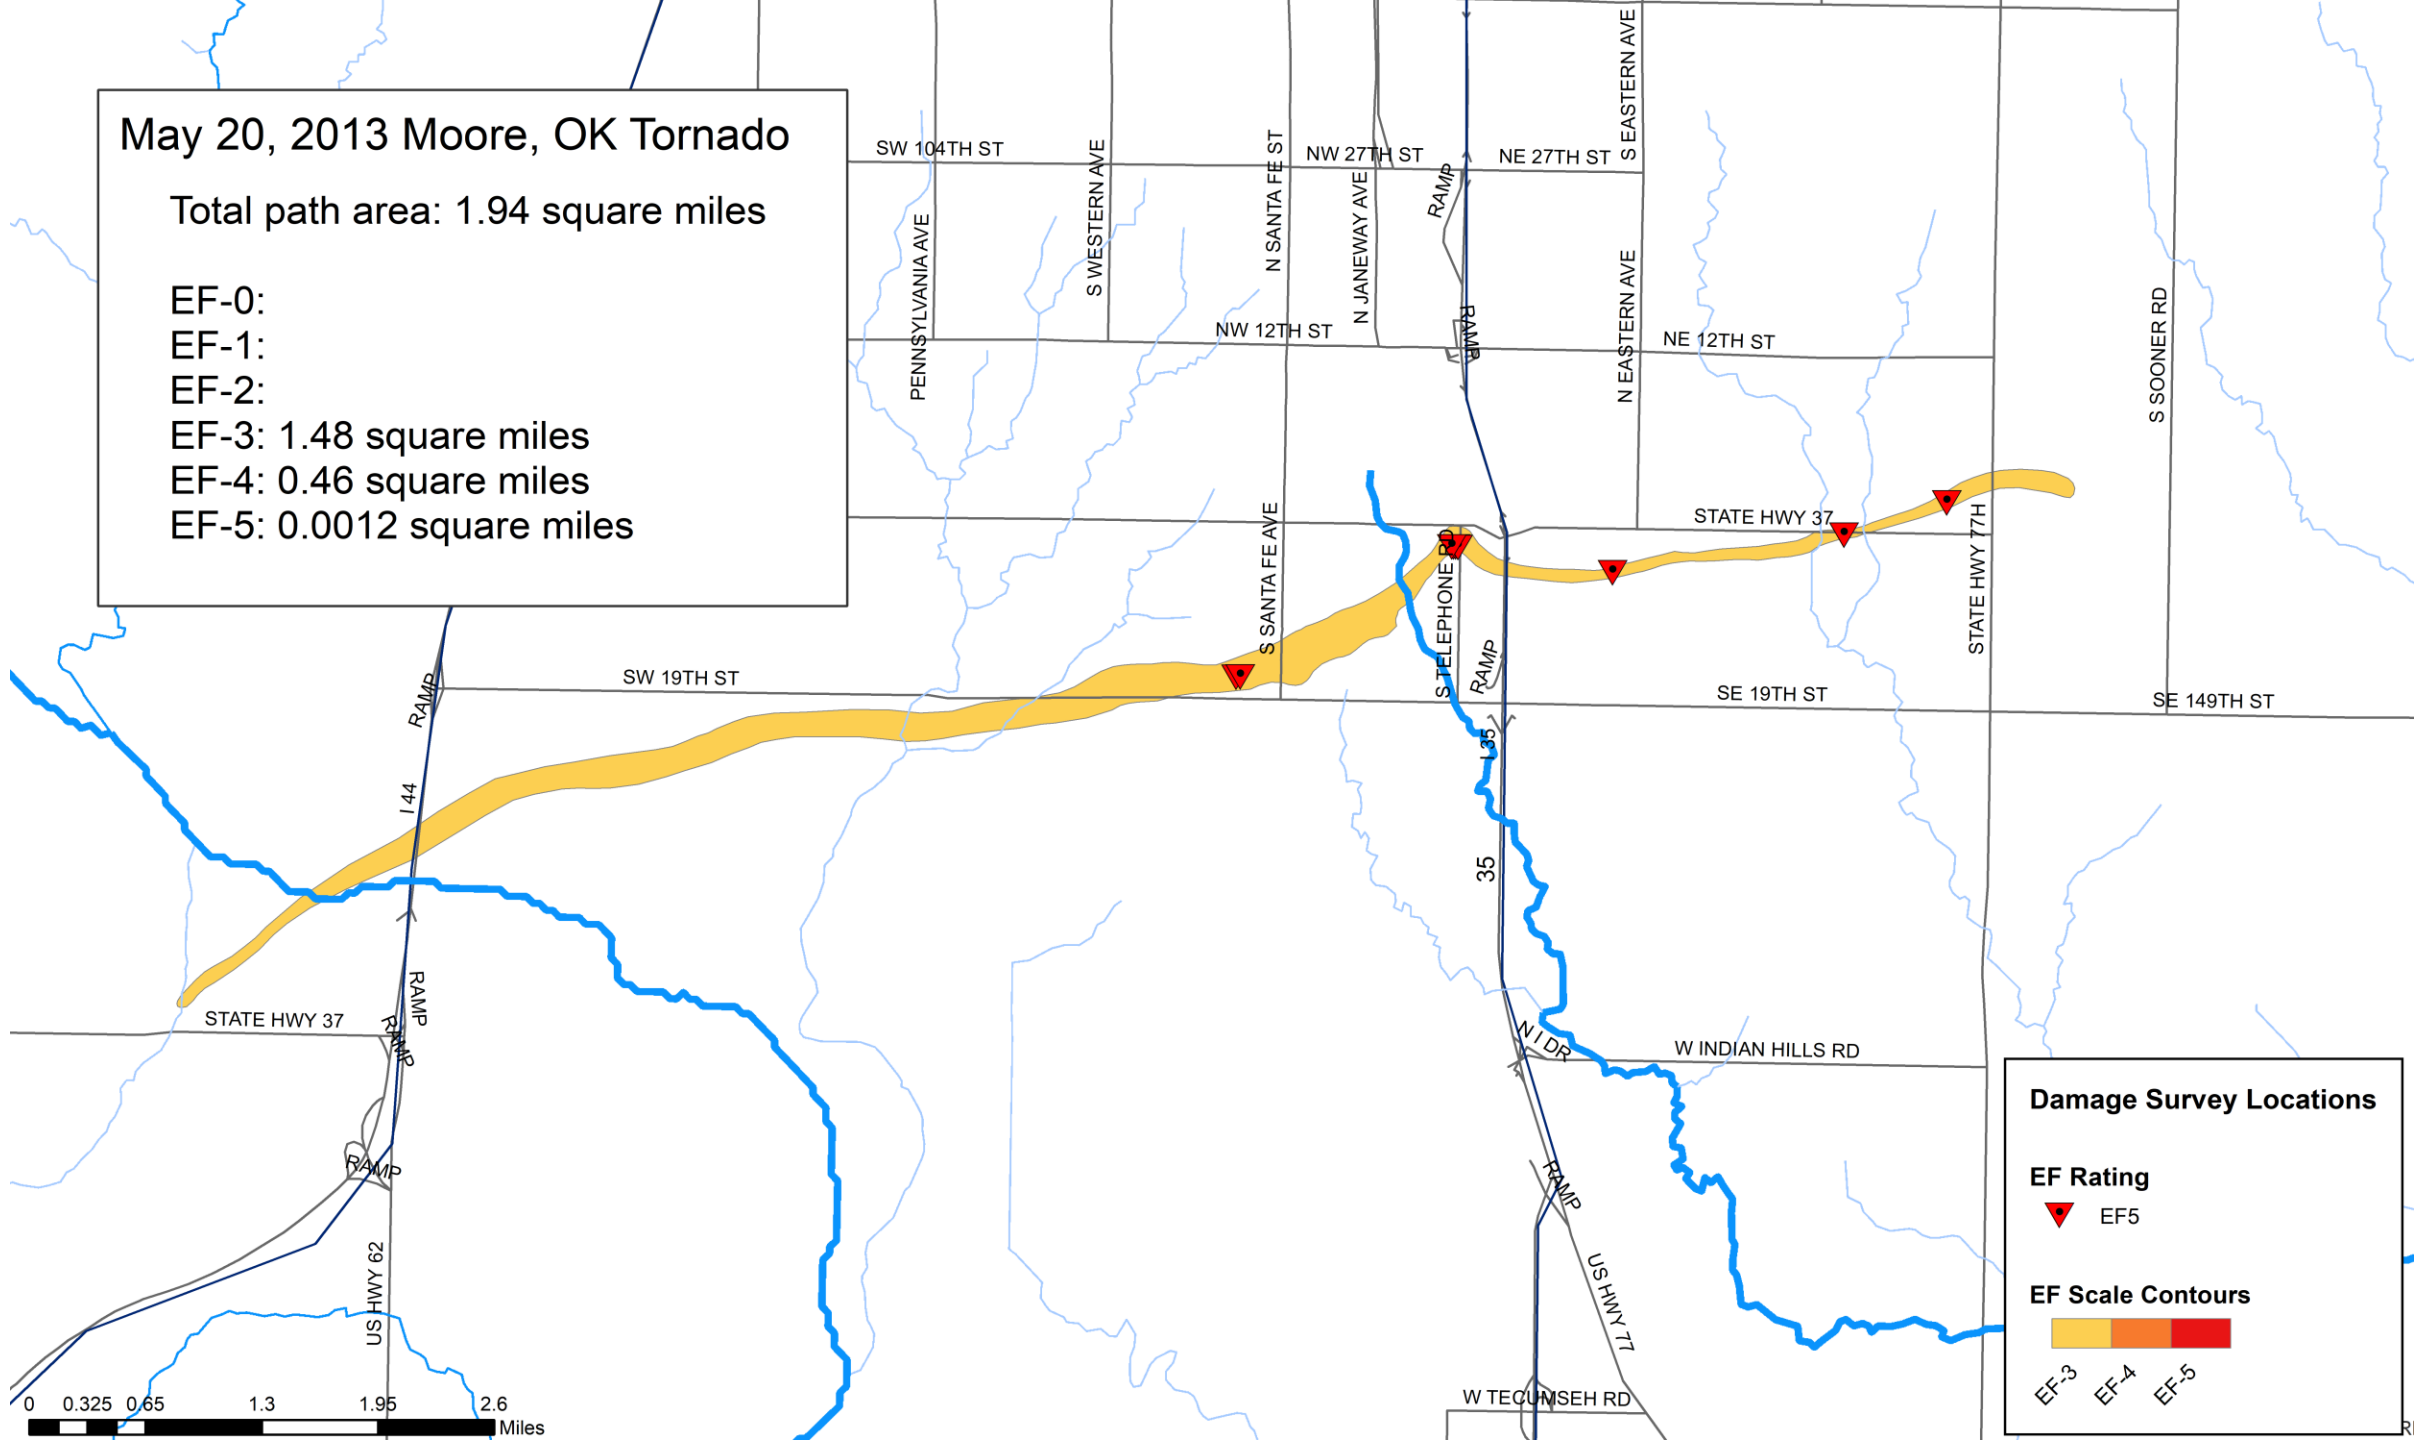 May 20, 2013 Moore, OK Tornado
Total path area: 1.94 square miles
EF-0:
EF-1:
EF-2:
EF-3: 1.48 square miles
EF-4: 0.46 square miles
EF-5: 0.0012 square miles
SW 104TH ST
NW 27TH ST
NE 27TH ST
S EASTERN AVE
PENNSYLVANIA AVE
S WESTERN AVE
N SANTA FE ST
N JANEWAY AVE
RAMP
RAMP
NW 12TH ST
N EASTERN AVE
NE 12TH ST
S SOONER RD
STATE HWY 37
S SANTA FE AVE
S TELEPHONE RD
STATE HWY 77H
RAMP
SW 19TH ST
RAMP
SE 19TH ST
SE 149TH ST
I 44
I 35
35
RAMP
STATE HWY 37
RAMP
N I DR
W INDIAN HILLS RD
RAMP
RAMP
US HWY 62
US HWY 77
W TECUMSEH RD
0 0.325 0.65 1.3 1.95 2.6
Miles
Damage Survey Locations
EF Rating
EF5
EF Scale Contours
EF-3
EF-4
EF-5